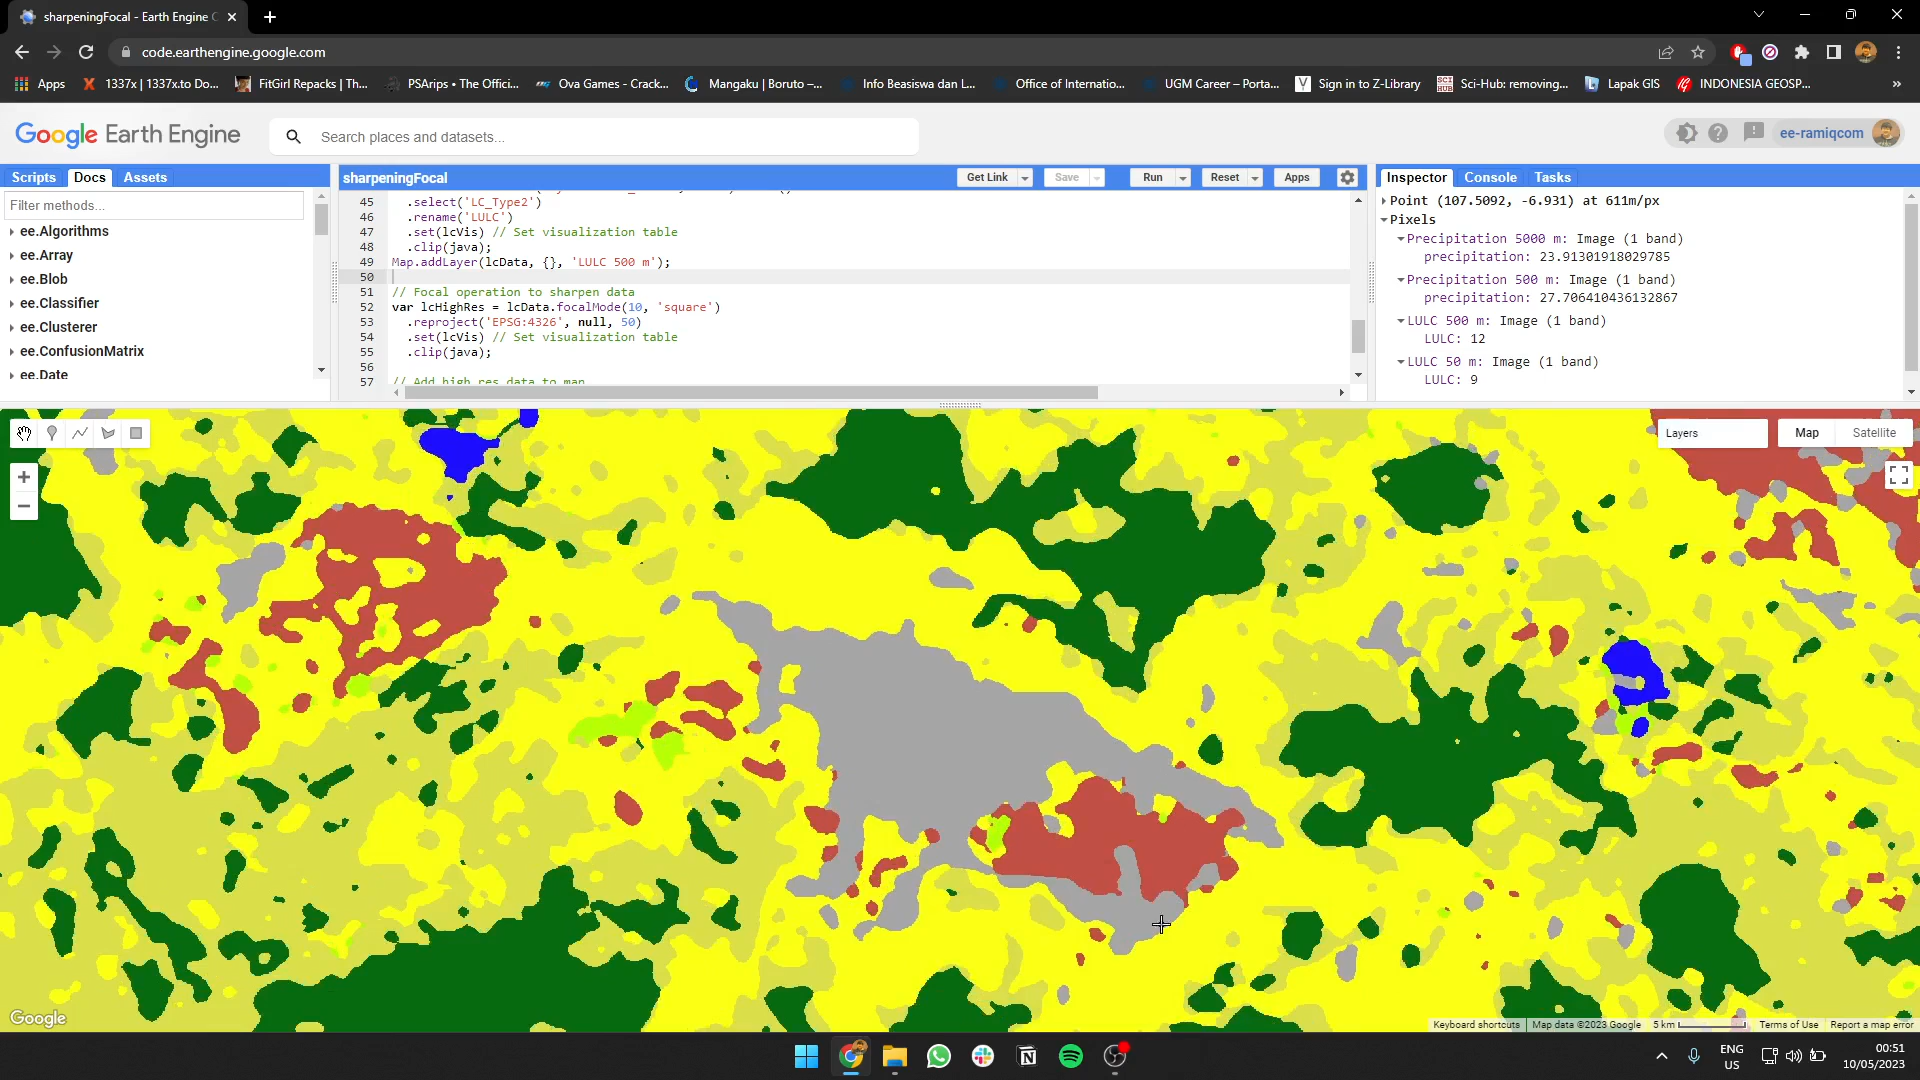 sharpeningFocal - Earth Engine C
code.earthengine.google.com
Apps
1337x | 1337x.to Do...
FitGirl Repacks | Th...
PSArips • The Offici...
Ova Games - Crack...
Mangaku | Boruto –...
Info Beasiswa dan L...
Office of Internatio...
UGM Career – Porta...
Sign in to Z-Library
Sci-Hub: removing...
Lapak GIS
INDONESIA GEOSP...
Google Earth Engine
Search places and datasets...
ee-ramiqcom
Scripts Docs Assets
Filter methods...
ee.Algorithms
ee.Array
ee.Blob
ee.Classifier
ee.Clusterer
ee.ConfusionMatrix
ee.Date
sharpeningFocal
Get Link Save Run Reset Apps
45 .select('LC_Type2')
46 .rename('LULC')
47 .set(lcVis) // Set visualization table
48 .clip(java);
49 Map.addLayer(lcData, {}, 'LULC 500 m');
50
51 // Focal operation to sharpen data
52 var lcHighRes = lcData.focalMode(10, 'square')
53 .reproject('EPSG:4326', null, 50)
54 .set(lcVis) // Set visualization table
55 .clip(java);
56
57 // Add high res data to map
Inspector Console Tasks
Point (107.5092, -6.931) at 611m/px
Pixels
Precipitation 5000 m: Image (1 band)
precipitation: 23.91301918029785
Precipitation 500 m: Image (1 band)
precipitation: 27.706410436132867
LULC 500 m: Image (1 band)
LULC: 12
LULC 50 m: Image (1 band)
LULC: 9
Layers
Map Satellite
Google
Keyboard shortcuts Map data ©2023 Google 5 km Terms of Use Report a map error
ENG
US
00:51
10/05/2023